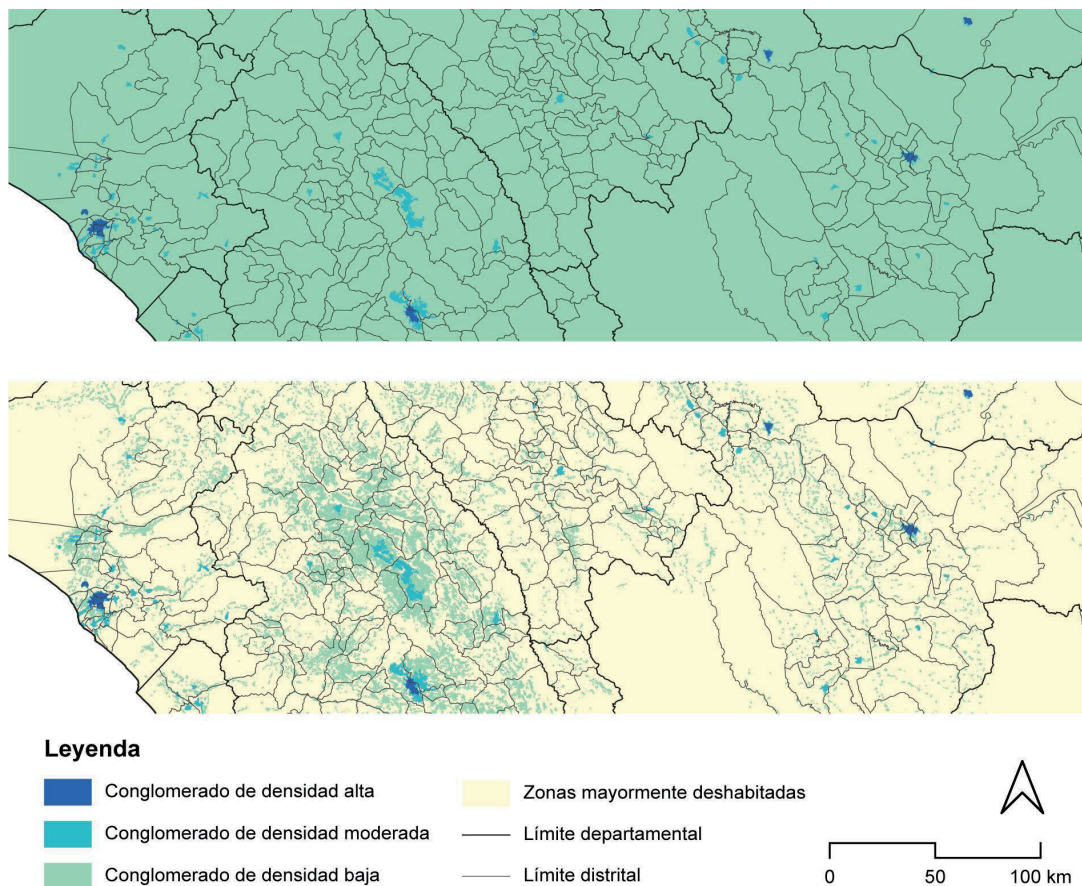 Leyenda
Conglomerado de densidad alta
Conglomerado de densidad moderada
Conglomerado de densidad baja
Zonas mayormente deshabitadas
Límite departamental
Límite distrital
0 50 100 km